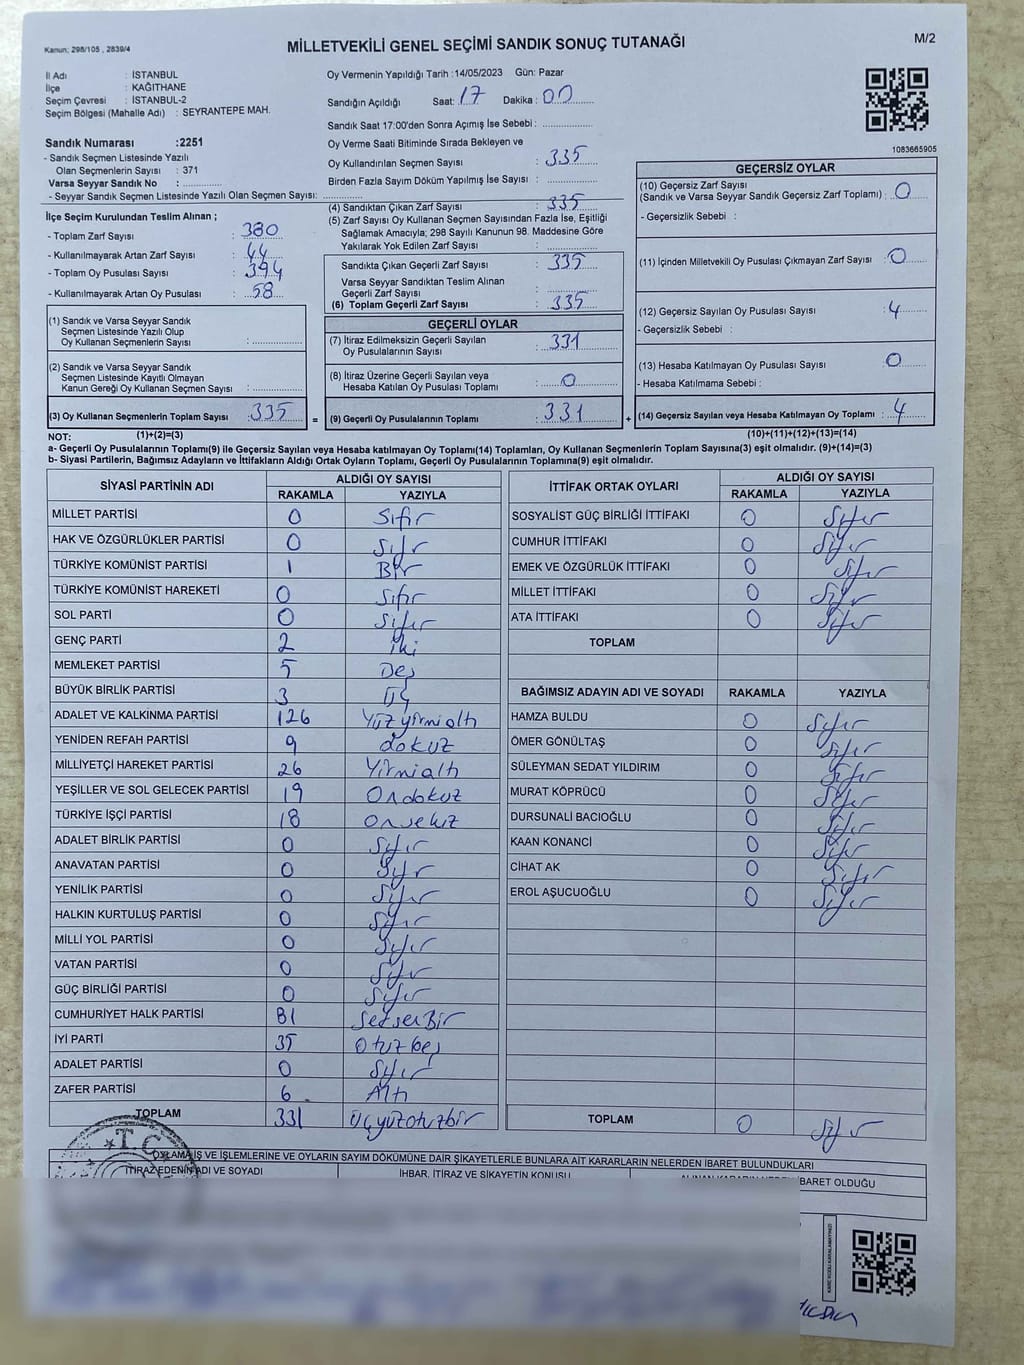 Kanun; 298/105 , 2839/4
MİLLETVEKİLİ GENEL SEÇİMİ SANDIK SONUÇ TUTANAĞI
M/2
İl Adı : İSTANBUL
İlçe : KAĞITHANE
Seçim Çevresi : İSTANBUL-2
Seçim Bölgesi (Mahalle Adı) : SEYRANTEPE MAH.
Sandık Numarası :2251
- Sandık Seçmen Listesinde Yazılı
Olan Seçmenlerin Sayısı : 371
Varsa Seyyar Sandık No :
- Seyyar Sandık Seçmen Listesinde Yazılı Olan Seçmen Sayısı:
Oy Vermenin Yapıldığı Tarih :14/05/2023 Gün: Pazar
Sandığın Açıldığı Saat: 17 Dakika : 00
Sandık Saat 17:00'den Sonra Açımış İse Sebebi :
Oy Verme Saati Bitiminde Sırada Bekleyen ve
Oy Kullandırılan Seçmen Sayısı : 335
Birden Fazla Sayım Döküm Yapılmış İse Sayısı :
1083665905
İlçe Seçim Kurulundan Teslim Alınan ;
- Toplam Zarf Sayısı : 380
- Kullanılmayarak Artan Zarf Sayısı : 44
- Toplam Oy Pusulası Sayısı : 394
- Kullanılmayarak Artan Oy Pusulası : 58
(4) Sandıktan Çıkan Zarf Sayısı : 335
(5) Zarf Sayısı Oy Kullanan Seçmen Sayısından Fazla İse, Eşitliği
Sağlamak Amacıyla; 298 Sayılı Kanunun 98. Maddesine Göre
Yakılarak Yok Edilen Zarf Sayısı :
Sandıkta Çıkan Geçerli Zarf Sayısı : 335
Varsa Seyyar Sandıktan Teslim Alınan
Geçerli Zarf Sayısı :
(6) Toplam Geçerli Zarf Sayısı : 335
GEÇERSİZ OYLAR
(10) Geçersiz Zarf Sayısı
(Sandık ve Varsa Seyyar Sandık Geçersiz Zarf Toplamı) : 0
- Geçersizlik Sebebi :
(11) İçinden Milletvekili Oy Pusulası Çıkmayan Zarf Sayısı : 0
(12) Geçersiz Sayılan Oy Pusulası Sayısı : 4
- Geçersizlik Sebebi :
(13) Hesaba Katılmayan Oy Pusulası Sayısı : 0
- Hesaba Katılmama Sebebi :
(14) Geçersiz Sayılan veya Hesaba Katılmayan Oy Toplamı : 4
(1) Sandık ve Varsa Seyyar Sandık
Seçmen Listesinde Yazılı Olup
Oy Kullanan Seçmenlerin Sayısı :
(2) Sandık ve Varsa Seyyar Sandık
Seçmen Listesinde Kayıtlı Olmayan
Kanun Gereği Oy Kullanan Seçmen Sayısı :
(3) Oy Kullanan Seçmenlerin Toplam Sayısı : 335 =
GEÇERLİ OYLAR
(7) İtiraz Edilmeksizin Geçerli Sayılan
Oy Pusulalarının Sayısı : 331
(8) İtiraz Üzerine Geçerli Sayılan veya
Hesaba Katılan Oy Pusulası Toplamı : 0
(9) Geçerli Oy Pusulalarının Toplamı : 331 +
NOT: (1)+(2)=(3)
(10)+(11)+(12)+(13)=(14)
a- Geçerli Oy Pusulalarının Toplamı(9) ile Geçersiz Sayılan veya Hesaba katılmayan Oy Toplamı(14) Toplamları, Oy Kullanan Seçmenlerin Toplam Sayısına(3) eşit olmalıdır. (9)+(14)=(3)
b- Siyasi Partilerin, Bağımsız Adayların ve İttifakların Aldığı Ortak Oyların Toplamı, Geçerli Oy Pusulalarının Toplamına(9) eşit olmalıdır.
SİYASİ PARTİNİN ADI ALDIĞI OY SAYISI
RAKAMLA YAZIYLA
MİLLET PARTİSİ 0 Sıfır
HAK VE ÖZGÜRLÜKLER PARTİSİ 0 Sıfır
TÜRKİYE KOMÜNİST PARTİSİ 1 Bir
TÜRKİYE KOMÜNİST HAREKETİ 0 Sıfır
SOL PARTİ 0 Sıfır
GENÇ PARTİ 2 İki
MEMLEKET PARTİSİ 5 Beş
BÜYÜK BİRLİK PARTİSİ 3 Üç
ADALET VE KALKINMA PARTİSİ 126 Yüzyirmialtı
YENİDEN REFAH PARTİSİ 9 dokuz
MİLLİYETÇİ HAREKET PARTİSİ 26 Yirmialtı
YEŞİLLER VE SOL GELECEK PARTİSİ 19 Ondokuz
TÜRKİYE İŞÇİ PARTİSİ 18 Onsekiz
ADALET BİRLİK PARTİSİ 0 Sıfır
ANAVATAN PARTİSİ 0 Sıfır
YENİLİK PARTİSİ 0 Sıfır
HALKIN KURTULUŞ PARTİSİ 0 Sıfır
MİLLİ YOL PARTİSİ 0 Sıfır
VATAN PARTİSİ 0 Sıfır
GÜÇ BİRLİĞİ PARTİSİ 0 Sıfır
CUMHURİYET HALK PARTİSİ 81 SeksenBir
İYİ PARTİ 35 Otuzbeş
ADALET PARTİSİ 0 Sıfır
ZAFER PARTİSİ 6 Altı
TOPLAM 331 Üçyüzotuzbir
İTTİFAK ORTAK OYLARI ALDIĞI OY SAYISI
RAKAMLA YAZIYLA
SOSYALİST GÜÇ BİRLİĞİ İTTİFAKI 0 Sıfır
CUMHUR İTTİFAKI 0 Sıfır
EMEK VE ÖZGÜRLÜK İTTİFAKI 0 Sıfır
MİLLET İTTİFAKI 0 Sıfır
ATA İTTİFAKI 0 Sıfır
TOPLAM
BAĞIMSIZ ADAYIN ADI VE SOYADI RAKAMLA YAZIYLA
HAMZA BULDU 0 Sıfır
ÖMER GÖNÜLTAŞ 0 Sıfır
SÜLEYMAN SEDAT YILDIRIM 0 Sıfır
MURAT KÖPRÜCÜ 0 Sıfır
DURSUNALİ BACIOĞLU 0 Sıfır
KAAN KONANCİ 0 Sıfır
CİHAT AK 0 Sıfır
EROL AŞUCUOĞLU 0 Sıfır
TOPLAM 0 Sıfır
T.C.
İŞ VE İŞLEMLERİNE VE OYLARIN SAYIM DÖKÜMÜNE DAİR ŞİKAYETLERLE BUNLARA AİT KARARLARIN NELERDEN İBARET BULUNDUKLARI
İTİRAZ EDENİN ADI VE SOYADI İHBAR, İTİRAZ VE ŞİKAYETİN KONUSU
BARET OLDUĞU